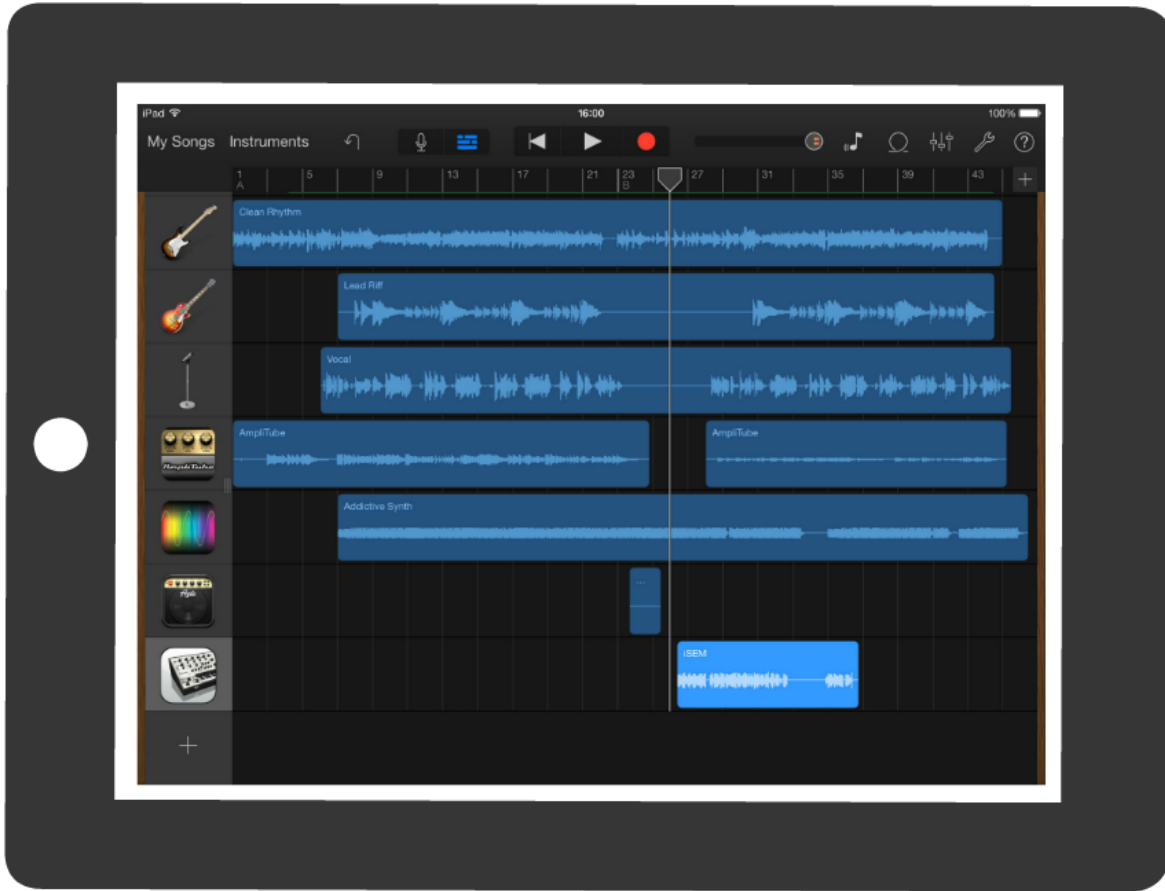 iPad 16:00 100%
My Songs Instruments ?
1 5 9 13 17 21 23 27 31 35 39 43
A B
Clean Rhythm
Lead Riff
Vocal
AmpliTube AmpliTube
Addictive Synth
...
iSEM